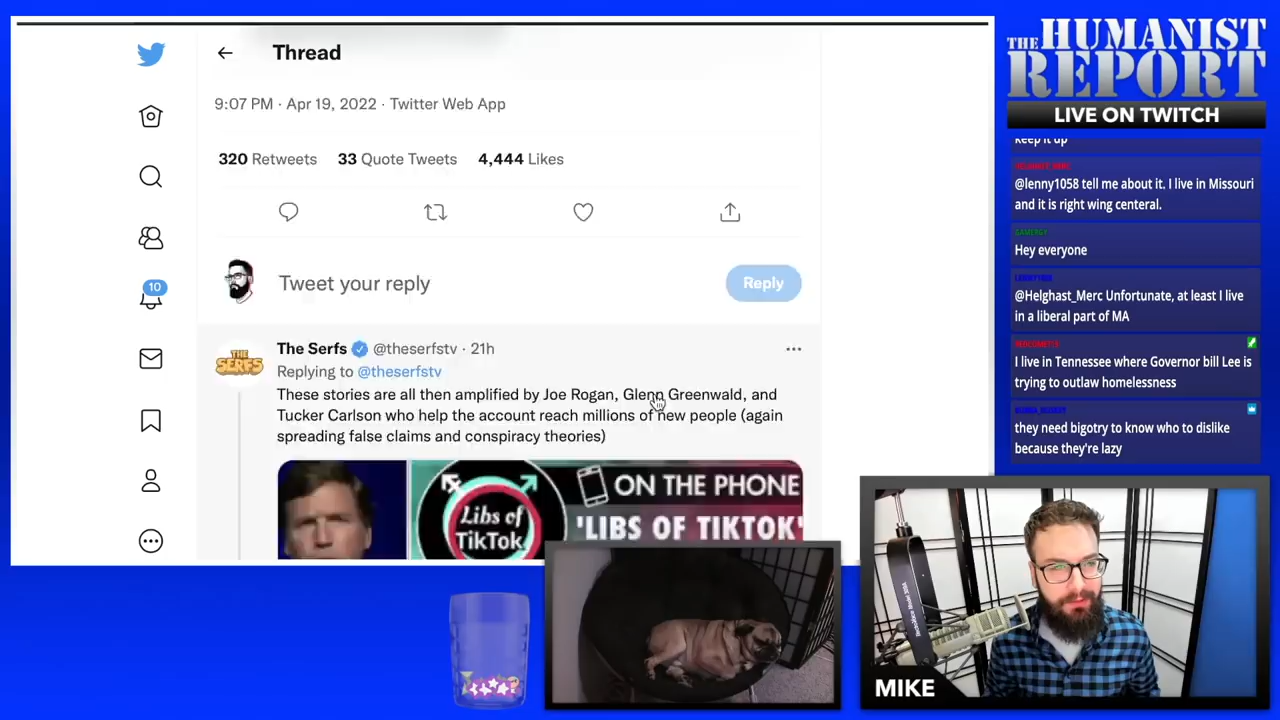 Thread
9:07 PM · Apr 19, 2022 · Twitter Web App
320 Retweets 33 Quote Tweets 4,444 Likes
Tweet your reply
Reply
10
The Serfs @theserfstv · 21h
Replying to @theserfstv
These stories are all then amplified by Joe Rogan, Glenn Greenwald, and
Tucker Carlson who help the account reach millions of new people (again
spreading false claims and conspiracy theories)
THE
SERFS
Libs of
TikTok
ON THE PHONE
'LIBS OF TIKTOK'
THE HUMANIST
REPORT
LIVE ON TWITCH
Keep it up
@lenny1058 tell me about it. I live in Missouri
and it is right wing centeral.
Hey everyone
@Helghast_Merc Unfortunate, at least I live
in a liberal part of MA
I live in Tennessee where Governor bill Lee is
trying to outlaw homelessness
they need bigotry to know who to dislike
because they're lazy
MIKE